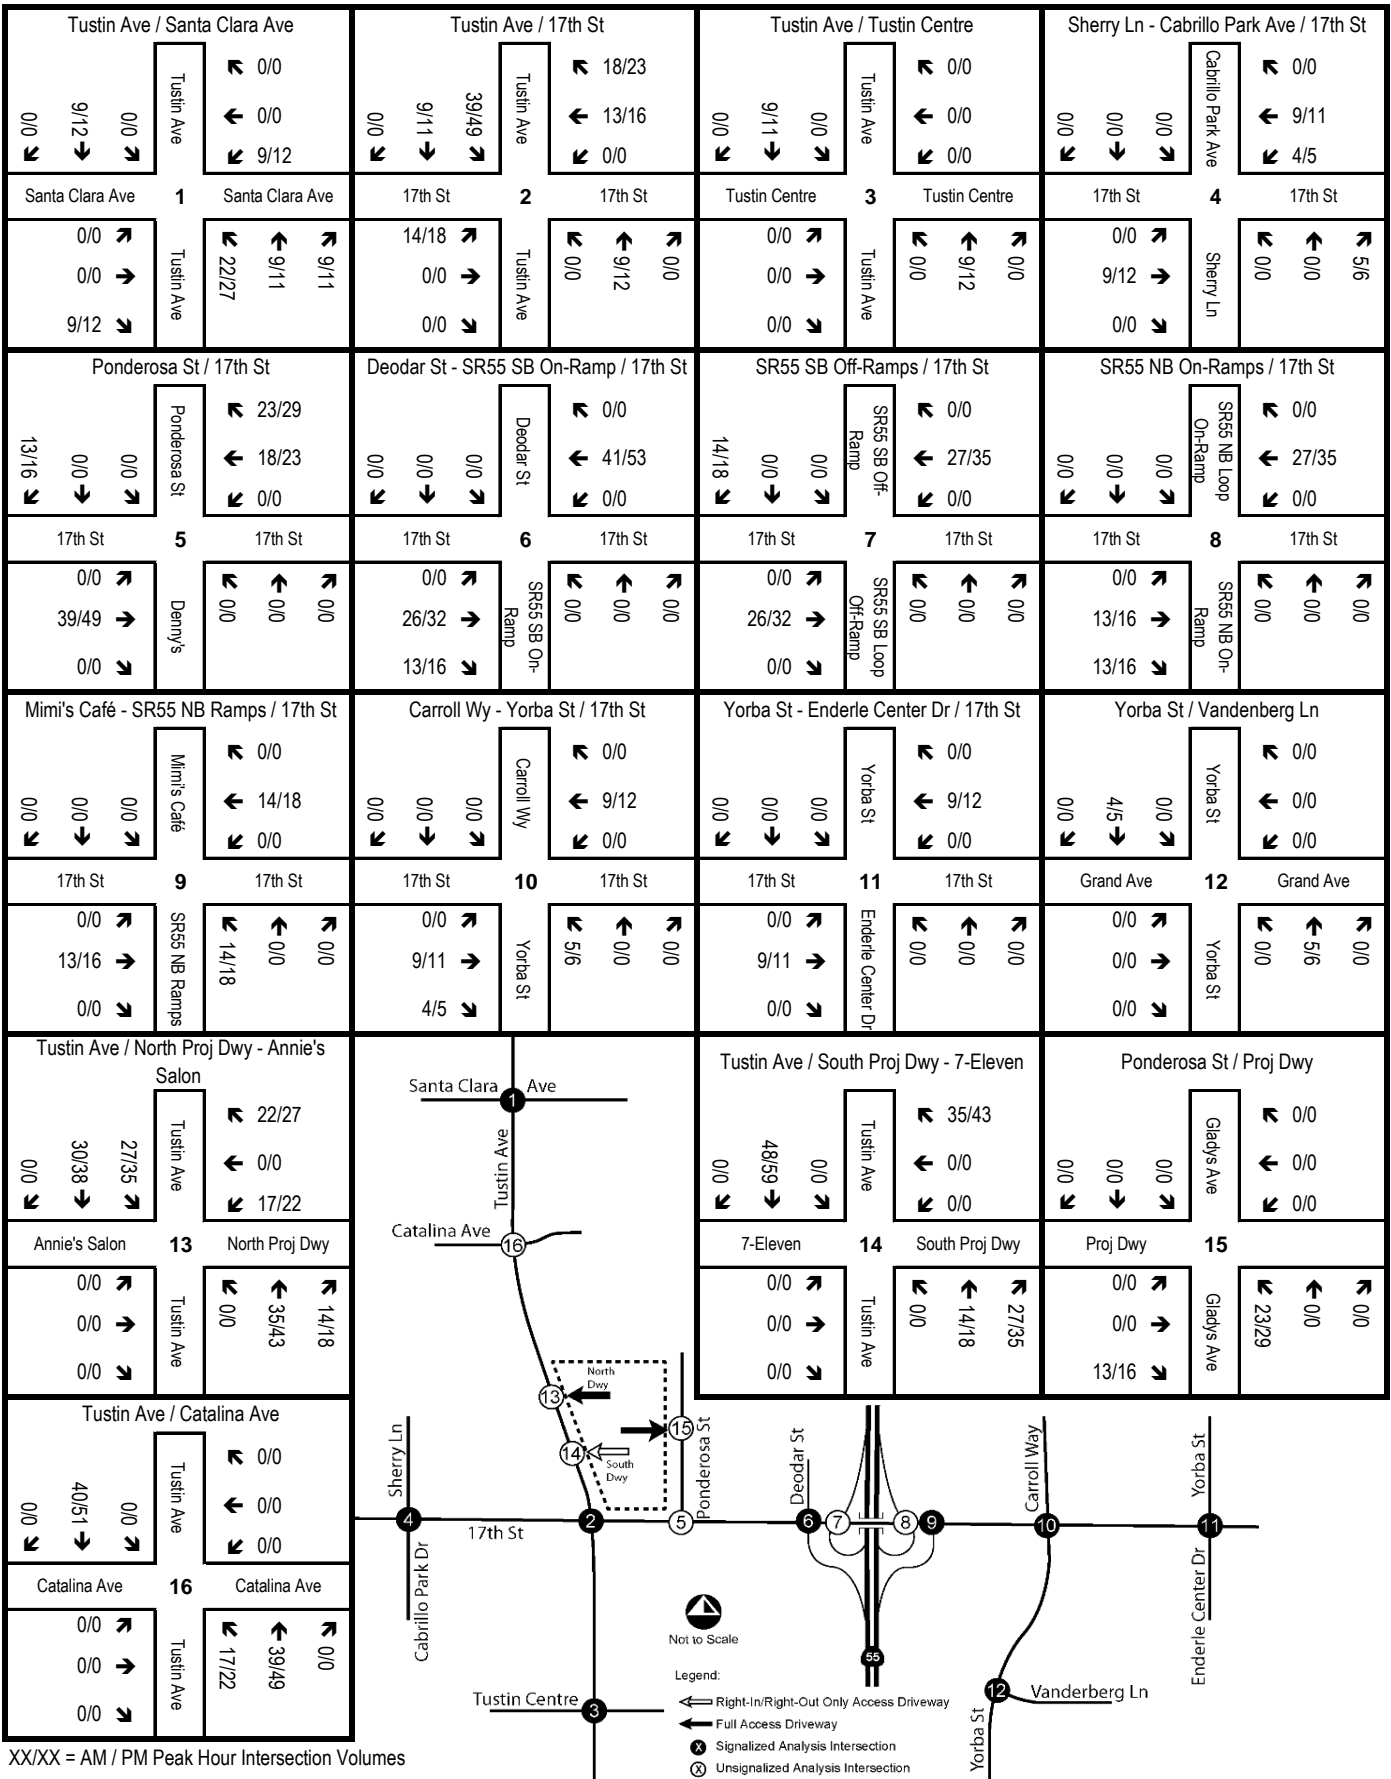 Tustin Ave / Santa Clara Ave
0/0
9/12
0/0
Tustin Ave
0/0
0/0
9/12
Santa Clara Ave
1
Santa Clara Ave
0/0
0/0
9/12
Tustin Ave
22/27
9/11
9/11
Tustin Ave / 17th St
0/0
9/11
39/49
Tustin Ave
18/23
13/16
0/0
17th St
2
17th St
14/18
0/0
0/0
Tustin Ave
0/0
9/12
0/0
Tustin Ave / Tustin Centre
0/0
9/11
0/0
Tustin Ave
0/0
0/0
0/0
Tustin Centre
3
Tustin Centre
0/0
0/0
0/0
Tustin Ave
0/0
9/12
0/0
Sherry Ln - Cabrillo Park Ave / 17th St
0/0
0/0
0/0
Cabrillo Park Ave
0/0
9/11
4/5
17th St
4
17th St
0/0
9/12
0/0
Sherry Ln
0/0
0/0
5/6
Ponderosa St / 17th St
13/16
0/0
0/0
Ponderosa St
23/29
18/23
0/0
17th St
5
17th St
0/0
39/49
0/0
Denny's
0/0
0/0
0/0
Deodar St - SR55 SB On-Ramp / 17th St
0/0
0/0
0/0
Deodar St
0/0
41/53
0/0
17th St
6
17th St
0/0
26/32
13/16
SR55 SB On-
Ramp
0/0
0/0
0/0
SR55 SB Off-Ramps / 17th St
14/18
0/0
0/0
SR55 SB Off-
Ramp
0/0
27/35
0/0
17th St
7
17th St
0/0
26/32
0/0
SR55 SB Loop
Off-Ramp
0/0
0/0
0/0
SR55 NB On-Ramps / 17th St
0/0
0/0
0/0
SR55 NB Loop
On-Ramp
0/0
27/35
0/0
17th St
8
17th St
0/0
13/16
13/16
SR55 NB On-
Ramp
0/0
0/0
0/0
Mimi's Café - SR55 NB Ramps / 17th St
0/0
0/0
0/0
Mimi's Café
0/0
14/18
0/0
17th St
9
17th St
0/0
13/16
0/0
SR55 NB Ramps
14/18
0/0
0/0
Carroll Wy - Yorba St / 17th St
0/0
0/0
0/0
Carroll Wy
0/0
9/12
0/0
17th St
10
17th St
0/0
9/11
4/5
Yorba St
5/6
0/0
0/0
Yorba St - Enderle Center Dr / 17th St
0/0
0/0
0/0
Yorba St
0/0
9/12
0/0
17th St
11
17th St
0/0
9/11
0/0
Enderle Center Dr
0/0
0/0
0/0
Yorba St / Vandenberg Ln
0/0
4/5
0/0
Yorba St
0/0
0/0
0/0
Grand Ave
12
Grand Ave
0/0
0/0
0/0
Yorba St
0/0
5/6
0/0
Tustin Ave / North Proj Dwy - Annie's
Salon
0/0
30/38
27/35
Tustin Ave
22/27
0/0
17/22
Annie's Salon
13
North Proj Dwy
0/0
0/0
0/0
Tustin Ave
0/0
35/43
14/18
Tustin Ave / South Proj Dwy - 7-Eleven
0/0
48/59
0/0
Tustin Ave
35/43
0/0
0/0
7-Eleven
14
South Proj Dwy
0/0
0/0
0/0
Tustin Ave
0/0
14/18
27/35
Ponderosa St / Proj Dwy
0/0
0/0
0/0
Gladys Ave
0/0
0/0
0/0
Proj Dwy
15
0/0
0/0
13/16
Gladys Ave
23/29
0/0
0/0
Tustin Ave / Catalina Ave
0/0
40/51
0/0
Tustin Ave
0/0
0/0
0/0
Catalina Ave
16
Catalina Ave
0/0
0/0
0/0
Tustin Ave
17/22
39/49
0/0
Santa Clara Ave
1
Tustin Ave
Catalina Ave
16
13
North
Dwy
14
South
Dwy
15
Ponderosa St
Sherry Ln
4
17th St
2
5
Deodar St
6
7
8
9
Carroll Way
10
Yorba St
11
Cabrillo Park Dr
Enderle Center Dr
55
Not to Scale
Tustin Centre
3
12
Vanderberg Ln
Yorba St
Legend:
Right-In/Right-Out Only Access Driveway
Full Access Driveway
X Signalized Analysis Intersection
X Unsignalized Analysis Intersection
XX/XX = AM / PM Peak Hour Intersection Volumes